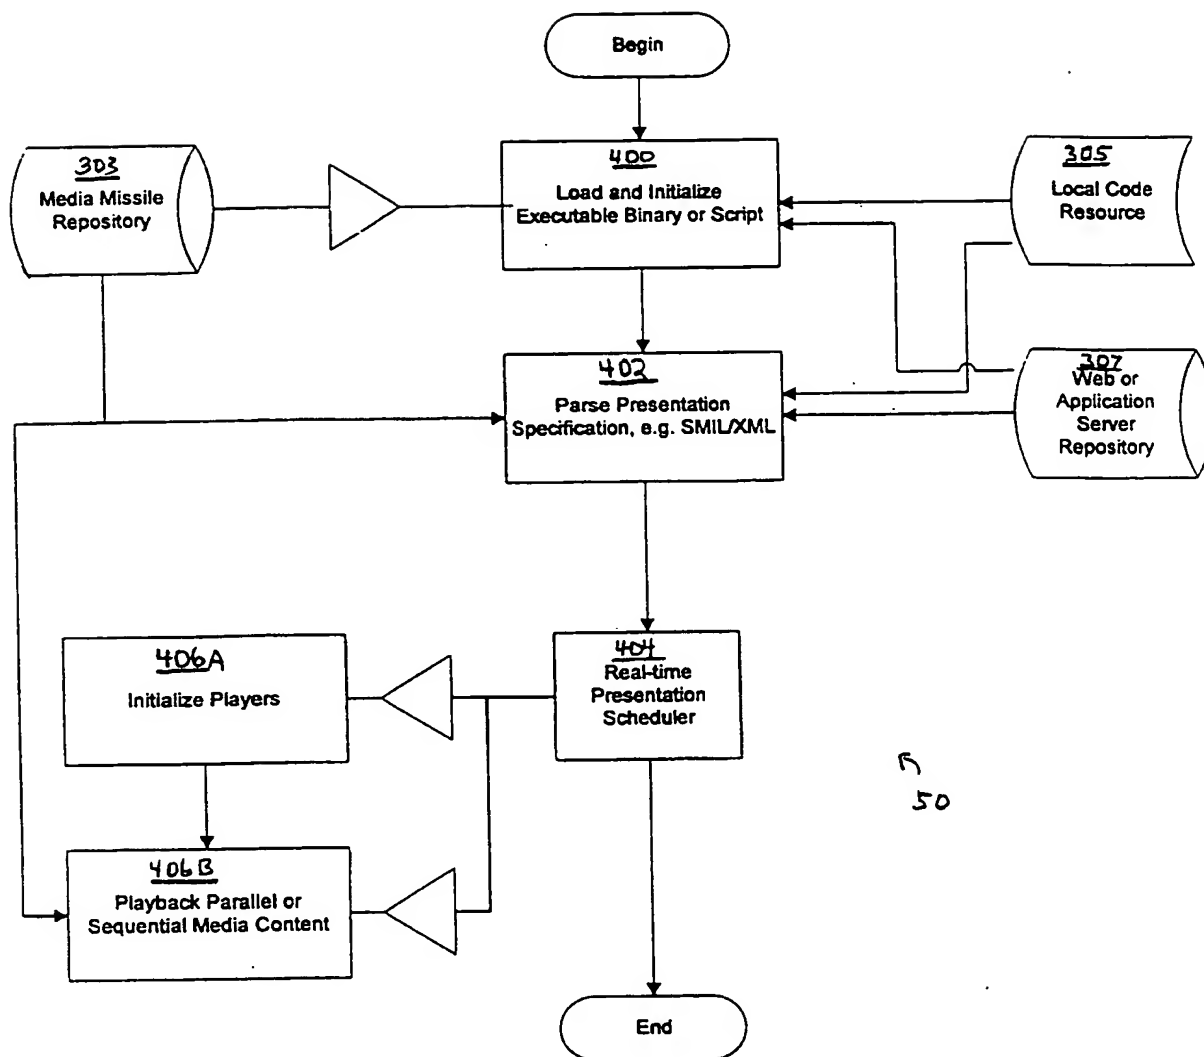 Begin
303
Media Missile
Repository
400
Load and Initialize
Executable Binary or Script
305
Local Code
Resource
402
Parse Presentation
Specification, e.g. SMIL/XML
307
Web or
Application
Server
Repository
406A
Initialize Players
404
Real-time
Presentation
Scheduler
50
406B
Playback Parallel or
Sequential Media Content
End